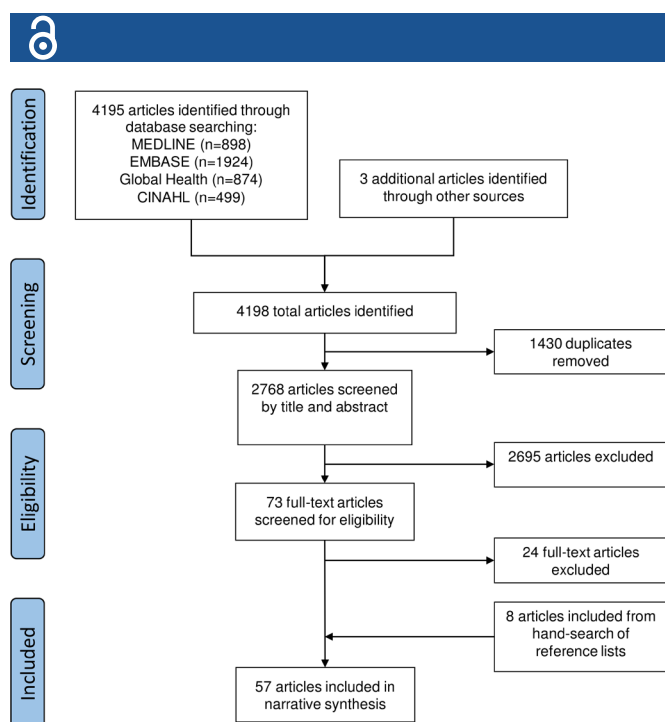 Identification
4195 articles identified through
database searching:
MEDLINE (n=898)
EMBASE (n=1924)
Global Health (n=874)
CINAHL (n=499)
3 additional articles identified
through other sources
Screening
4198 total articles identified
1430 duplicates
removed
2768 articles screened
by title and abstract
Eligibility
2695 articles excluded
73 full-text articles
screened for eligibility
24 full-text articles
excluded
Included
8 articles included from
hand-search of
reference lists
57 articles included in
narrative synthesis